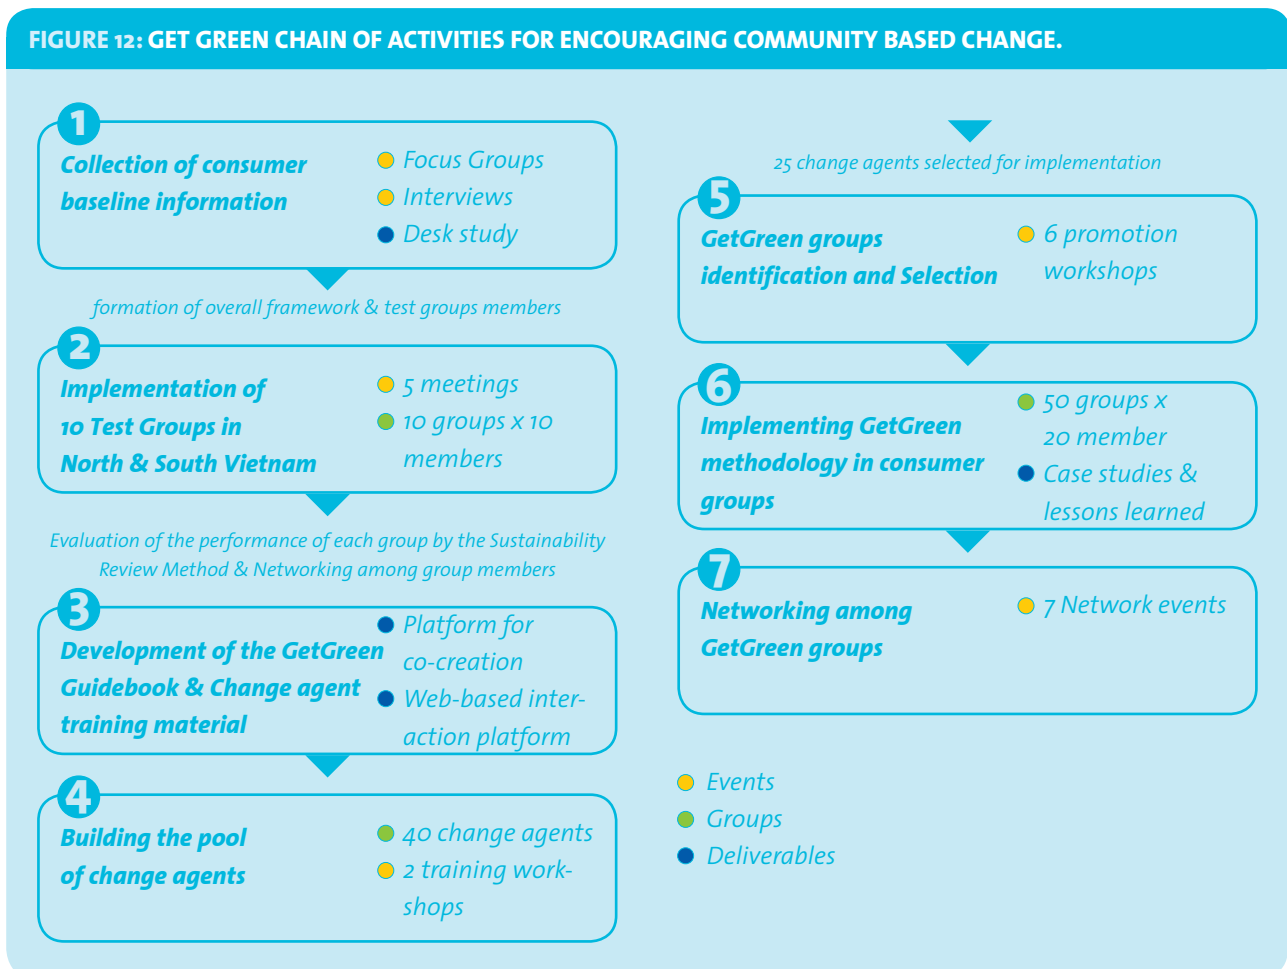 FIGURE 12: GET GREEN CHAIN OF ACTIVITIES FOR ENCOURAGING COMMUNITY BASED CHANGE.
1
Collection of consumer
baseline information
Focus Groups
Interviews
Desk study
formation of overall framework & test groups members
2
Implementation of
10 Test Groups in
North & South Vietnam
5 meetings
10 groups x 10
members
Evaluation of the performance of each group by the Sustainability
Review Method & Networking among group members
3
Development of the GetGreen
Guidebook & Change agent
training material
Platform for
co-creation
Web-based inter-
action platform
4
Building the pool
of change agents
40 change agents
2 training work-
shops
25 change agents selected for implementation
5
GetGreen groups
identification and Selection
6 promotion
workshops
6
Implementing GetGreen
methodology in consumer
groups
50 groups x
20 member
Case studies &
lessons learned
7
Networking among
GetGreen groups
7 Network events
Events
Groups
Deliverables